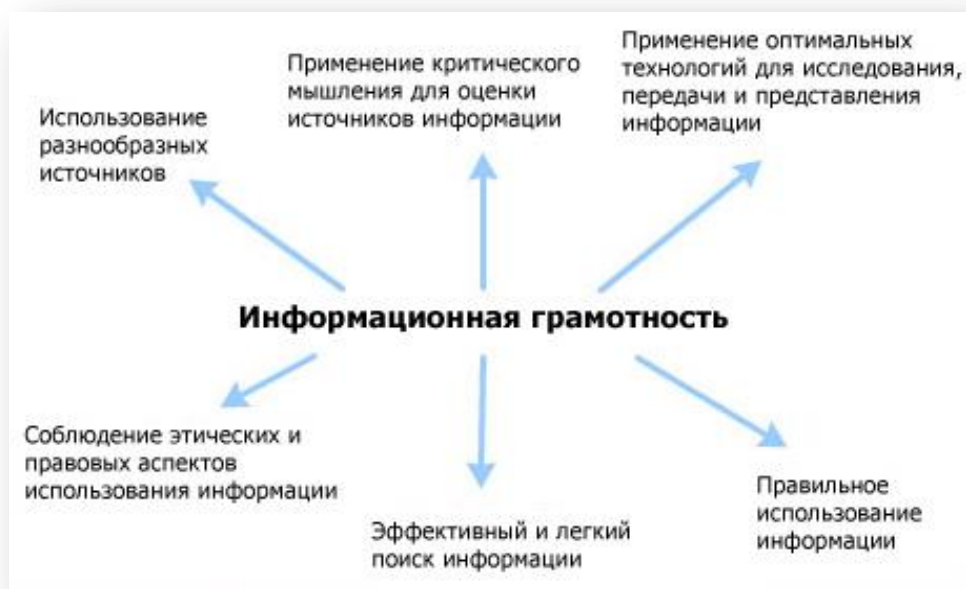 Использование
разнообразных
источников
Применение критического
мышления для оценки
источников информации
Применение оптимальных
технологий для исследования,
передачи и представления
информации
Информационная грамотность
Соблюдение этических и
правовых аспектов
использования информации
Эффективный и легкий
поиск информации
Правильное
использование
информации